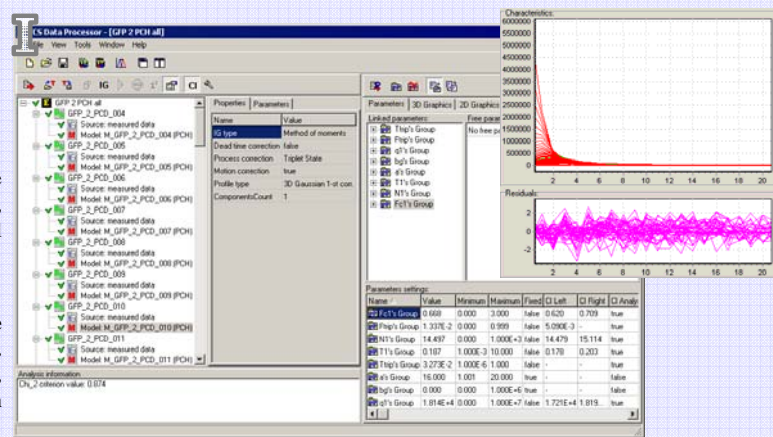 I
CS Data Processor - [GFP 2 PCH all]
File View Tools Window Help
IG
CI
GFP 2 PCH all
GFP_2_PCD_004
Source: measured data
Model: M_GFP_2_PCD_004 (PCH)
GFP_2_PCD_005
Source: measured data
Model: M_GFP_2_PCD_005 (PCH)
GFP_2_PCD_006
Source: measured data
Model: M_GFP_2_PCD_006 (PCH)
GFP_2_PCD_007
Source: measured data
Model: M_GFP_2_PCD_007 (PCH)
GFP_2_PCD_008
Source: measured data
Model: M_GFP_2_PCD_008 (PCH)
GFP_2_PCD_009
Source: measured data
Model: M_GFP_2_PCD_009 (PCH)
GFP_2_PCD_010
Source: measured data
Model: M_GFP_2_PCD_010 (PCH)
GFP_2_PCD_011
Source: measured data
Model: M_GFP_2_PCD_011 (PCH)
Properties Parameters
Name Value
IG type Method of moments
Dead time correction false
Process correction Triplet State
Motion correction true
Profile type 3D Gaussian 1-st corr.
ComponentsCount 1
Parameters 3D Graphics 2D Graphics
Linked parameters: Free para
Ttrip's Group No free pa
Ftrip's Group
q1's Group
bg's Group
a's Group
T1's Group
N1's Group
Fc1's Group
Parameters settings:
Name Value Minimum Maximum Fixed CI Left CI Right CI Analy
Fc1's Group 0.668 0.000 3.000 false 0.620 0.709 true
Ftrip's Group 1.337E-2 0.000 0.999 false 5.090E-3 - true
N1's Group 14.497 0.000 1.000E+3 false 14.479 15.114 true
T1's Group 0.187 1.000E-3 10.000 false 0.178 0.203 true
Ttrip's Group 3.273E-2 1.000E-6 1.000 false - - true
a's Group 16.000 1.001 20.000 true - - false
bg's Group 0.000 0.000 1.000E+6 true - - false
q1's Group 1.814E+4 0.000 1.000E+7 false 1.721E+4 1.819... true
Analysis information
Chi_2 criterion value: 0.874
Characteristics:
6000000
5500000
5000000
4500000
4000000
3500000
3000000
2500000
2000000
1500000
1000000
500000
0
2 4 6 8 10 12 14 16 18 20
Residuals:
2
0
-2
2 4 6 8 10 12 14 16 18 20